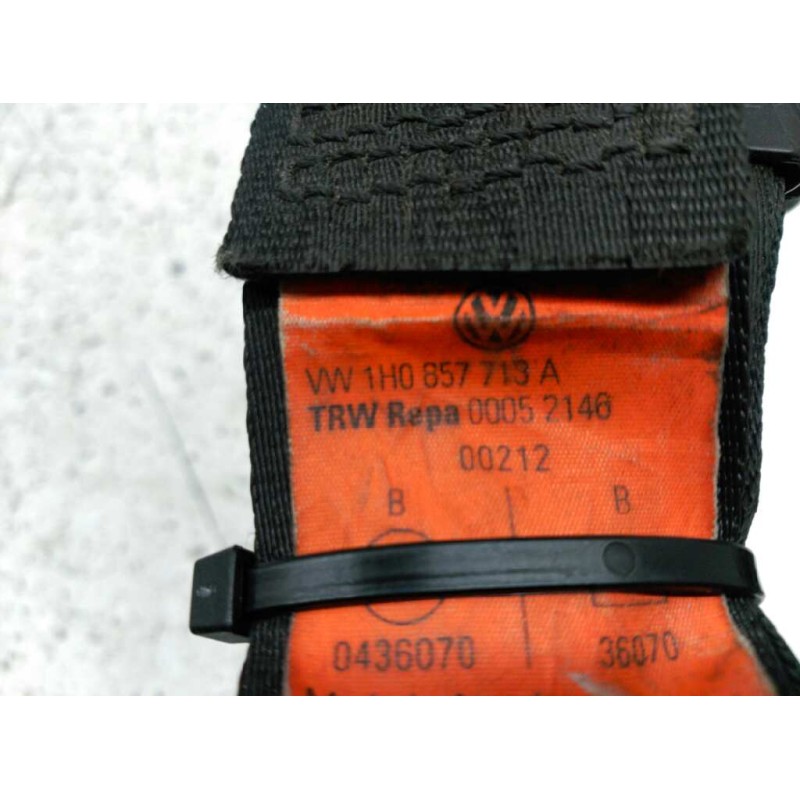 VW 1H0 857 713 A
TRW Repa 0005 2146
00212
B B
0436070 36070